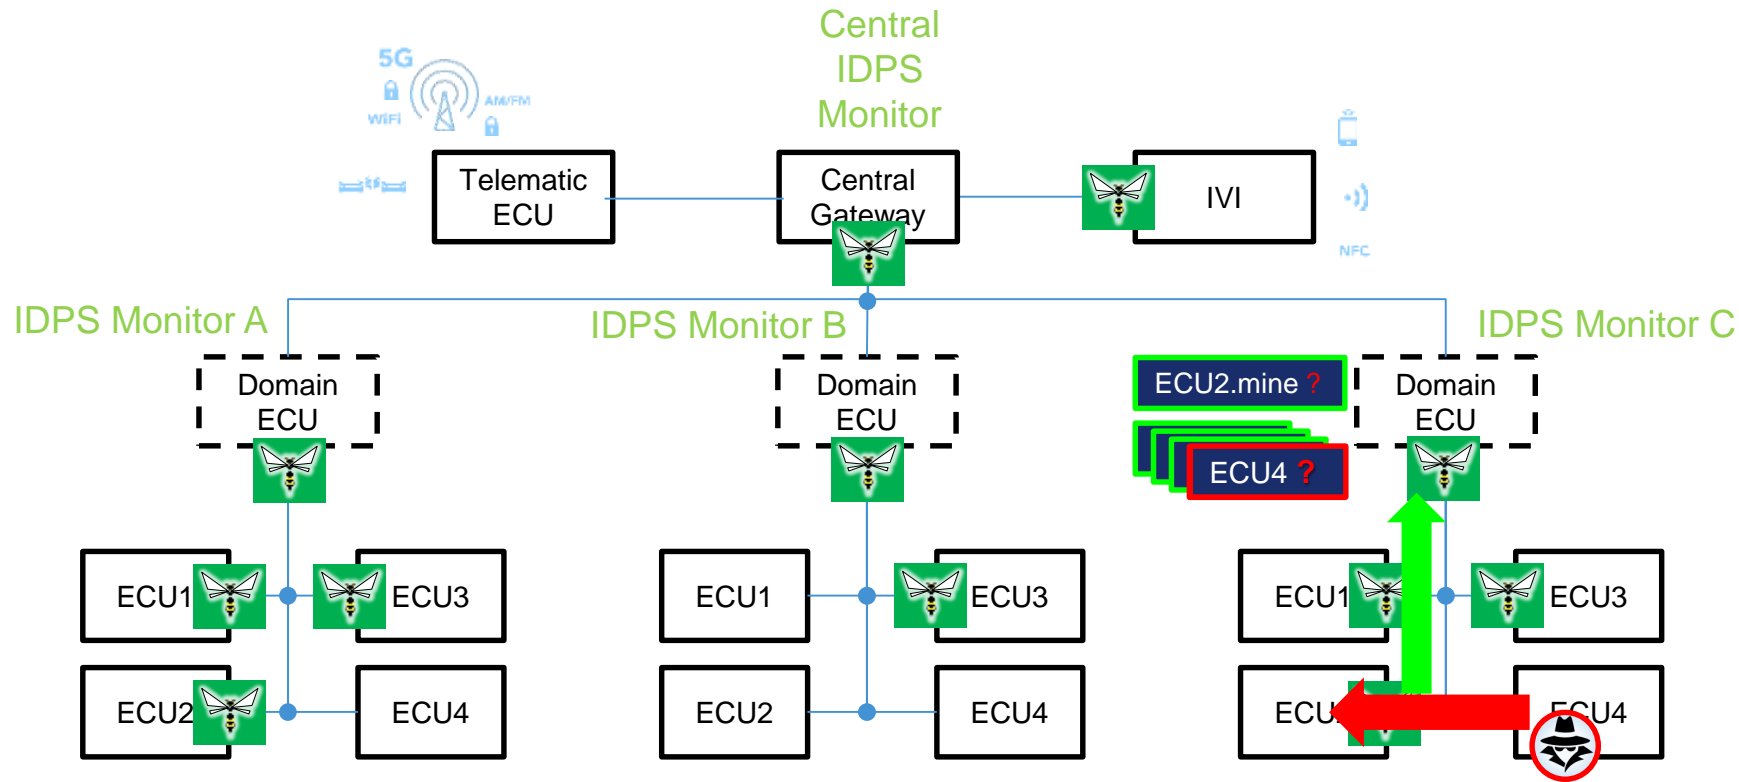 Central
IDPS
Monitor
5G
WiFi
AM/FM
Telematic
ECU
Central
Gateway
IVI
NFC
IDPS Monitor A
IDPS Monitor B
IDPS Monitor C
Domain
ECU
Domain
ECU
ECU2.mine ?
Domain
ECU
ECU4 ?
ECU1
ECU3
ECU1
ECU3
ECU1
ECU3
ECU2
ECU4
ECU2
ECU4
ECU
ECU4